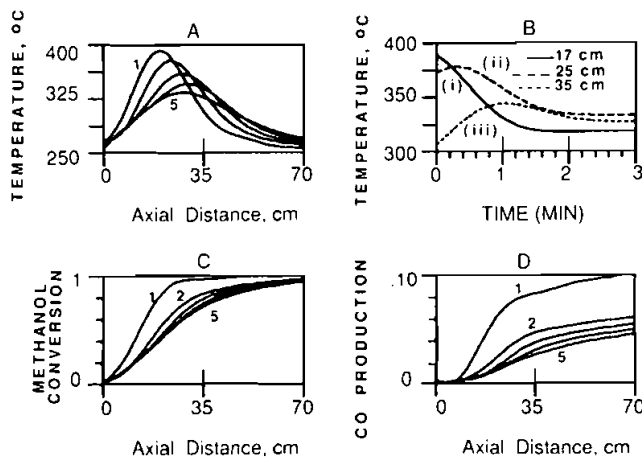 A
TEMPERATURE, °C
400
325
250
1
5
0
35
70
Axial Distance, cm
B
TEMPERATURE, °C
400
375
350
325
300
(ii)
(i)
(iii)
17 cm
25 cm
35 cm
0
1
2
3
TIME (MIN)
C
METHANOL
CONVERSION
1
0
1
2
5
0
35
70
Axial Distance, cm
D
CO PRODUCTION
.10
0
1
2
5
0
35
70
Axial Distance, cm